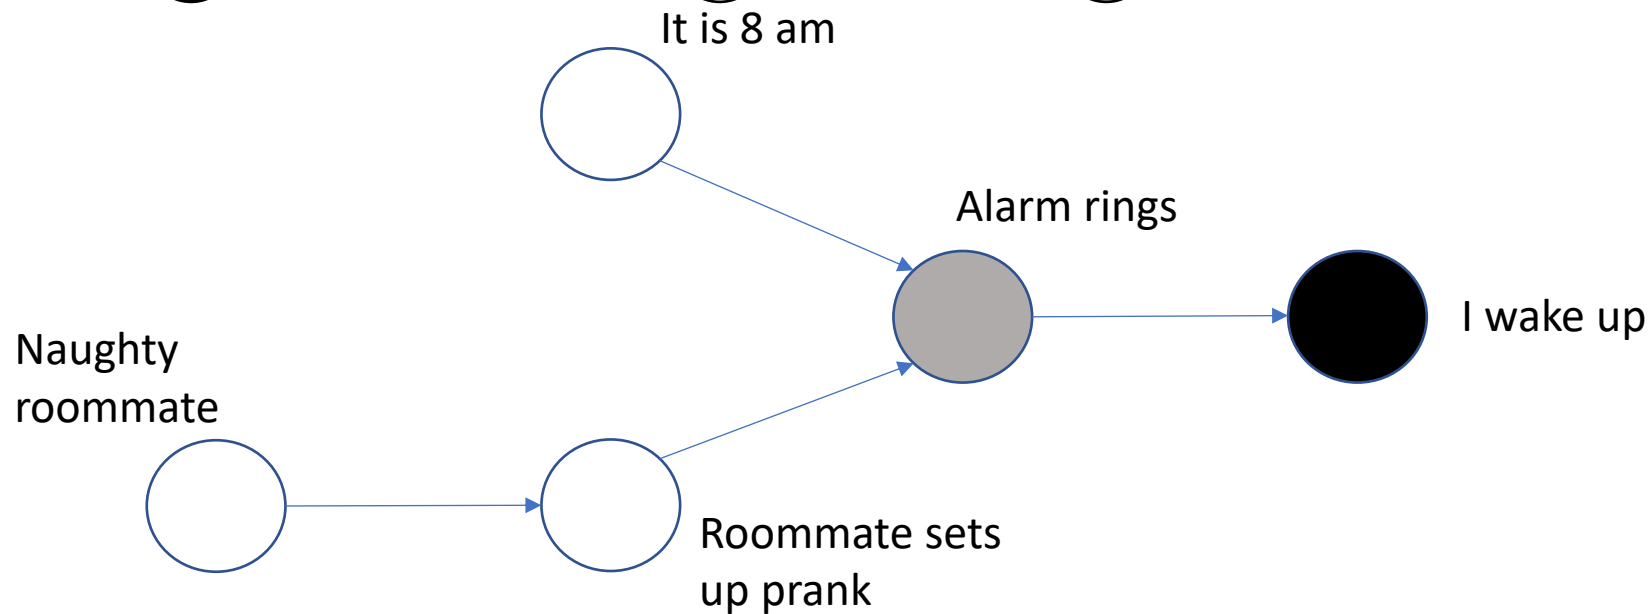 It is 8 am
Alarm rings
I wake up
Naughty
roommate
Roommate sets
up prank